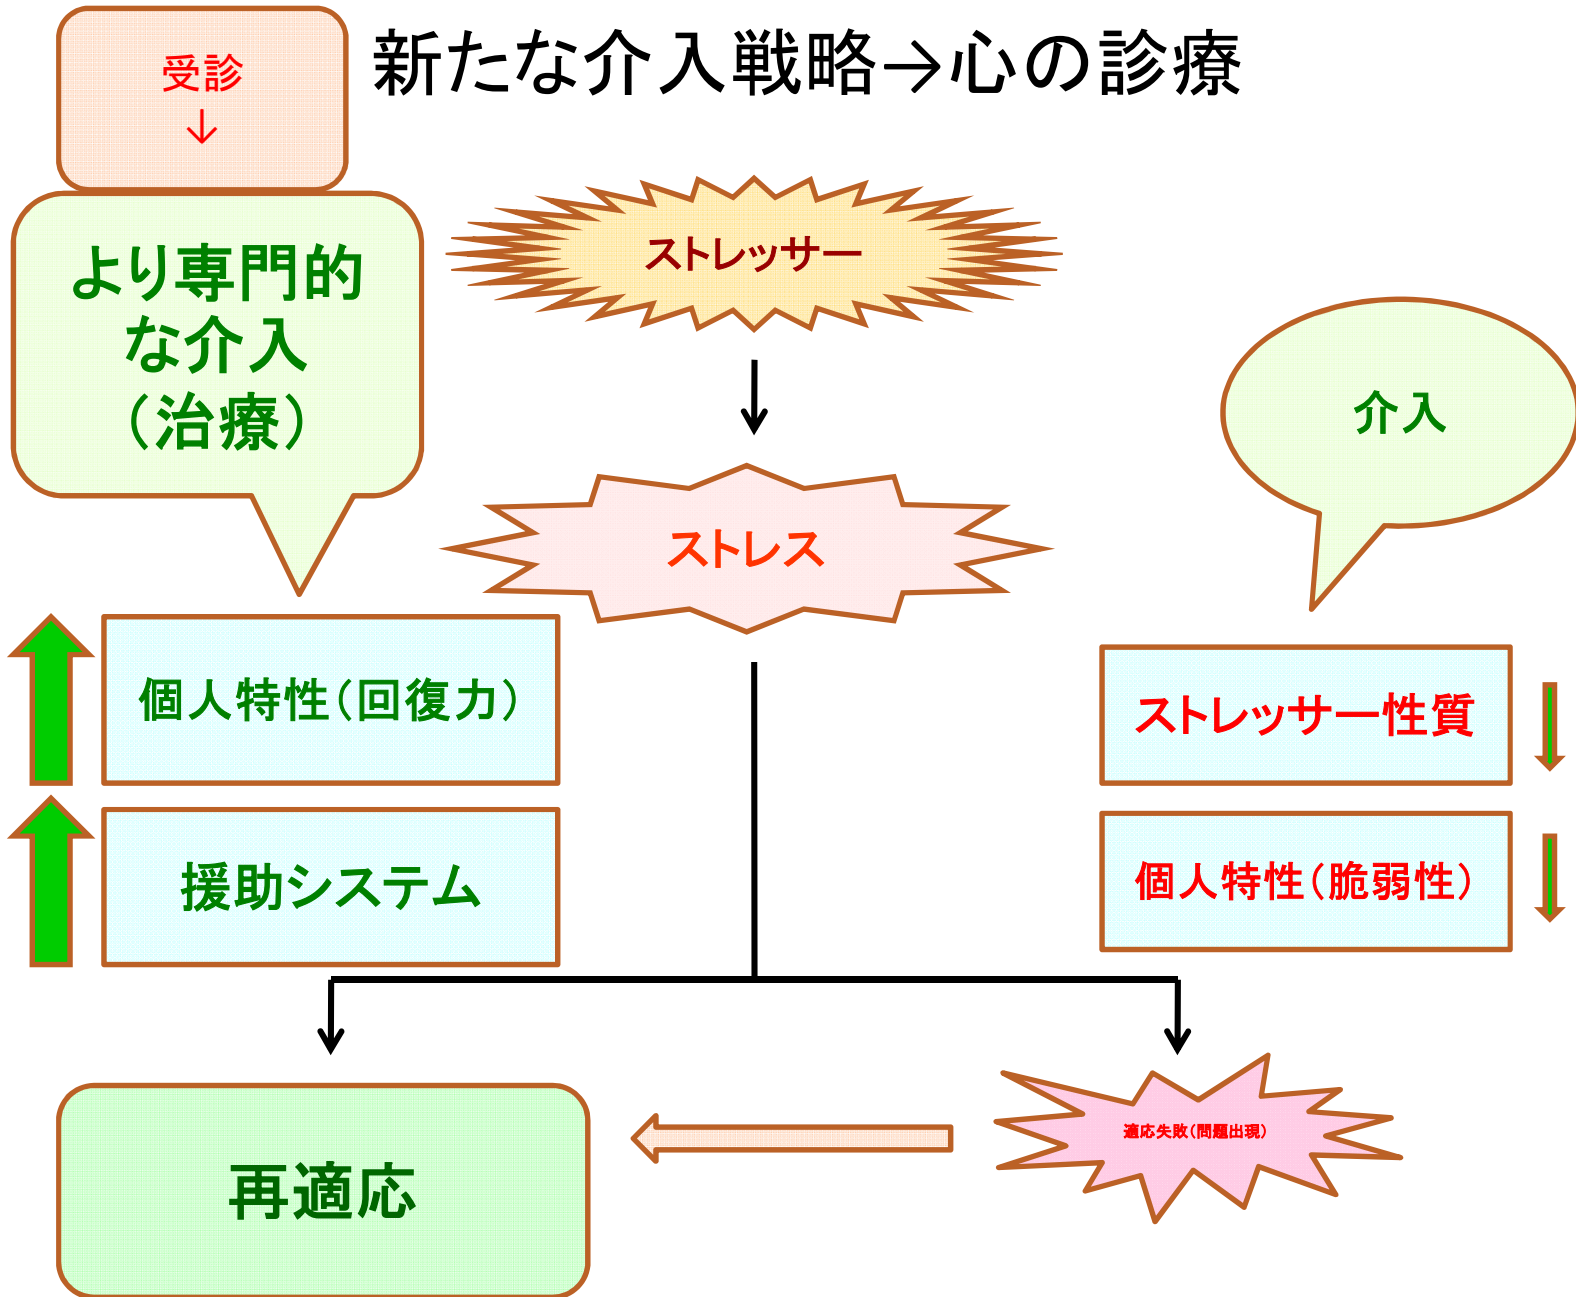 新たな介入戦略→心の診療
受診
↓
より専門的
な介入
（治療）
ストレッサー
介入
ストレス
個人特性（回復力）
ストレッサー性質
援助システム
個人特性（脆弱性）
適応失敗（問題出現）
再適応